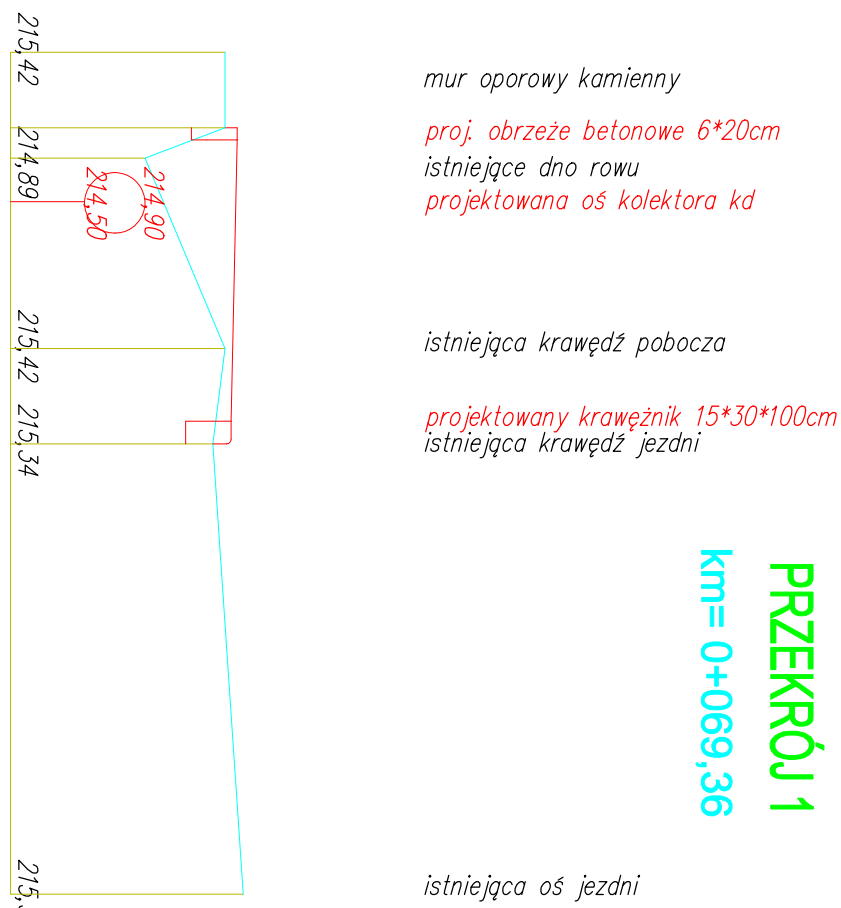 215,42
mur oporowy kamienny
proj. obrzeże betonowe 6*20cm
214,89
istniejące dno rowu
214,50
214,90
projektowana oś kolektora kd
215,42
istniejąca krawędź pobocza
215,34
projektowany krawężnik 15*30*100cm
istniejąca krawędź jezdni
PRZEKRÓJ 1
km= 0+069,36
istniejąca oś jezdni